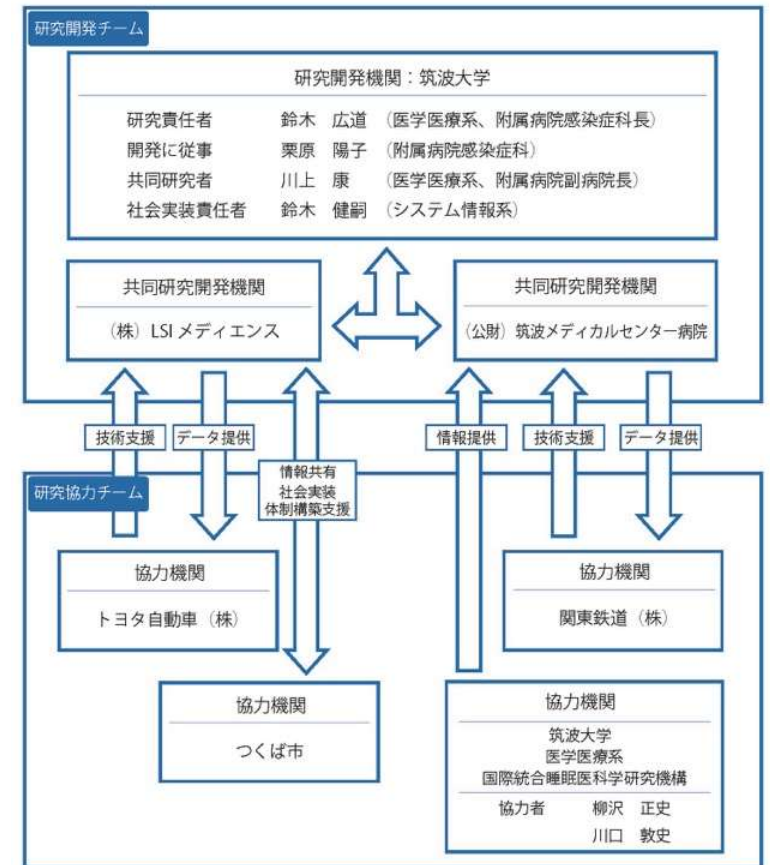 研究開発チーム
研究開発機関：筑波大学
研究責任者 鈴木 広道 （医学医療系、附属病院感染症科長）
開発に従事 栗原 陽子 （附属病院感染症科）
共同研究者 川上 康 （医学医療系、附属病院副病院長）
社会実装責任者 鈴木 健嗣 （システム情報系）
共同研究開発機関
（株）LSI メディエンス
共同研究開発機関
（公財）筑波メディカルセンター病院
技術支援
データ提供
情報共有
社会実装
体制構築支援
情報提供
技術支援
データ提供
研究協力チーム
協力機関
トヨタ自動車（株）
協力機関
関東鉄道（株）
協力機関
つくば市
協力機関
筑波大学
医学医療系
国際統合睡眠医科学研究機構
協力者 柳沢 正史
川口 敦史